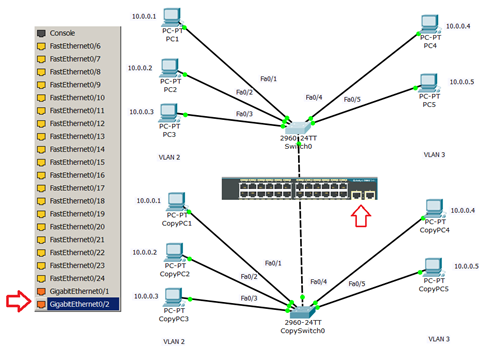 Console
FastEthernet0/6
FastEthernet0/7
FastEthernet0/8
FastEthernet0/9
FastEthernet0/10
FastEthernet0/11
FastEthernet0/12
FastEthernet0/13
FastEthernet0/14
FastEthernet0/15
FastEthernet0/16
FastEthernet0/17
FastEthernet0/18
FastEthernet0/19
FastEthernet0/20
FastEthernet0/21
FastEthernet0/22
FastEthernet0/23
FastEthernet0/24
GigabitEthernet0/1
GigabitEthernet0/2
10.0.0.1
PC-PT
PC1
10.0.0.2
PC-PT
PC2
10.0.0.3
PC-PT
PC3
VLAN 2
Fa0/1
Fa0/2
Fa0/3
Fa0/4
Fa0/5
2960-24TT
Switch0
10.0.0.4
PC-PT
PC4
10.0.0.5
PC-PT
PC5
VLAN 3
10.0.0.1
PC-PT
CopyPC1
10.0.0.2
PC-PT
CopyPC2
10.0.0.3
PC-PT
CopyPC3
VLAN 2
Fa0/1
Fa0/2
Fa0/3
Fa0/4
Fa0/5
2960-24TT
CopySwitch0
10.0.0.4
PC-PT
CopyPC4
10.0.0.5
PC-PT
CopyPC5
VLAN 3